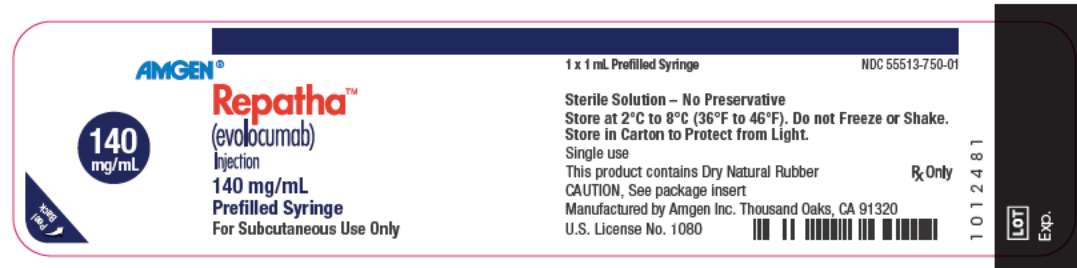 AMGEN®
Repatha™
(evolocumab)
Injection
140 mg/mL
Prefilled Syringe
For Subcutaneous Use Only
140
mg/mL
Peel
Back
1 x 1 mL Prefilled Syringe
NDC 55513-750-01
Sterile Solution – No Preservative
Store at 2°C to 8°C (36°F to 46°F). Do not Freeze or Shake.
Store in Carton to Protect from Light.
Single use
This product contains Dry Natural Rubber
Rx Only
CAUTION, See package insert
Manufactured by Amgen Inc. Thousand Oaks, CA 91320
U.S. License No. 1080
1012481
LOT
Exp.